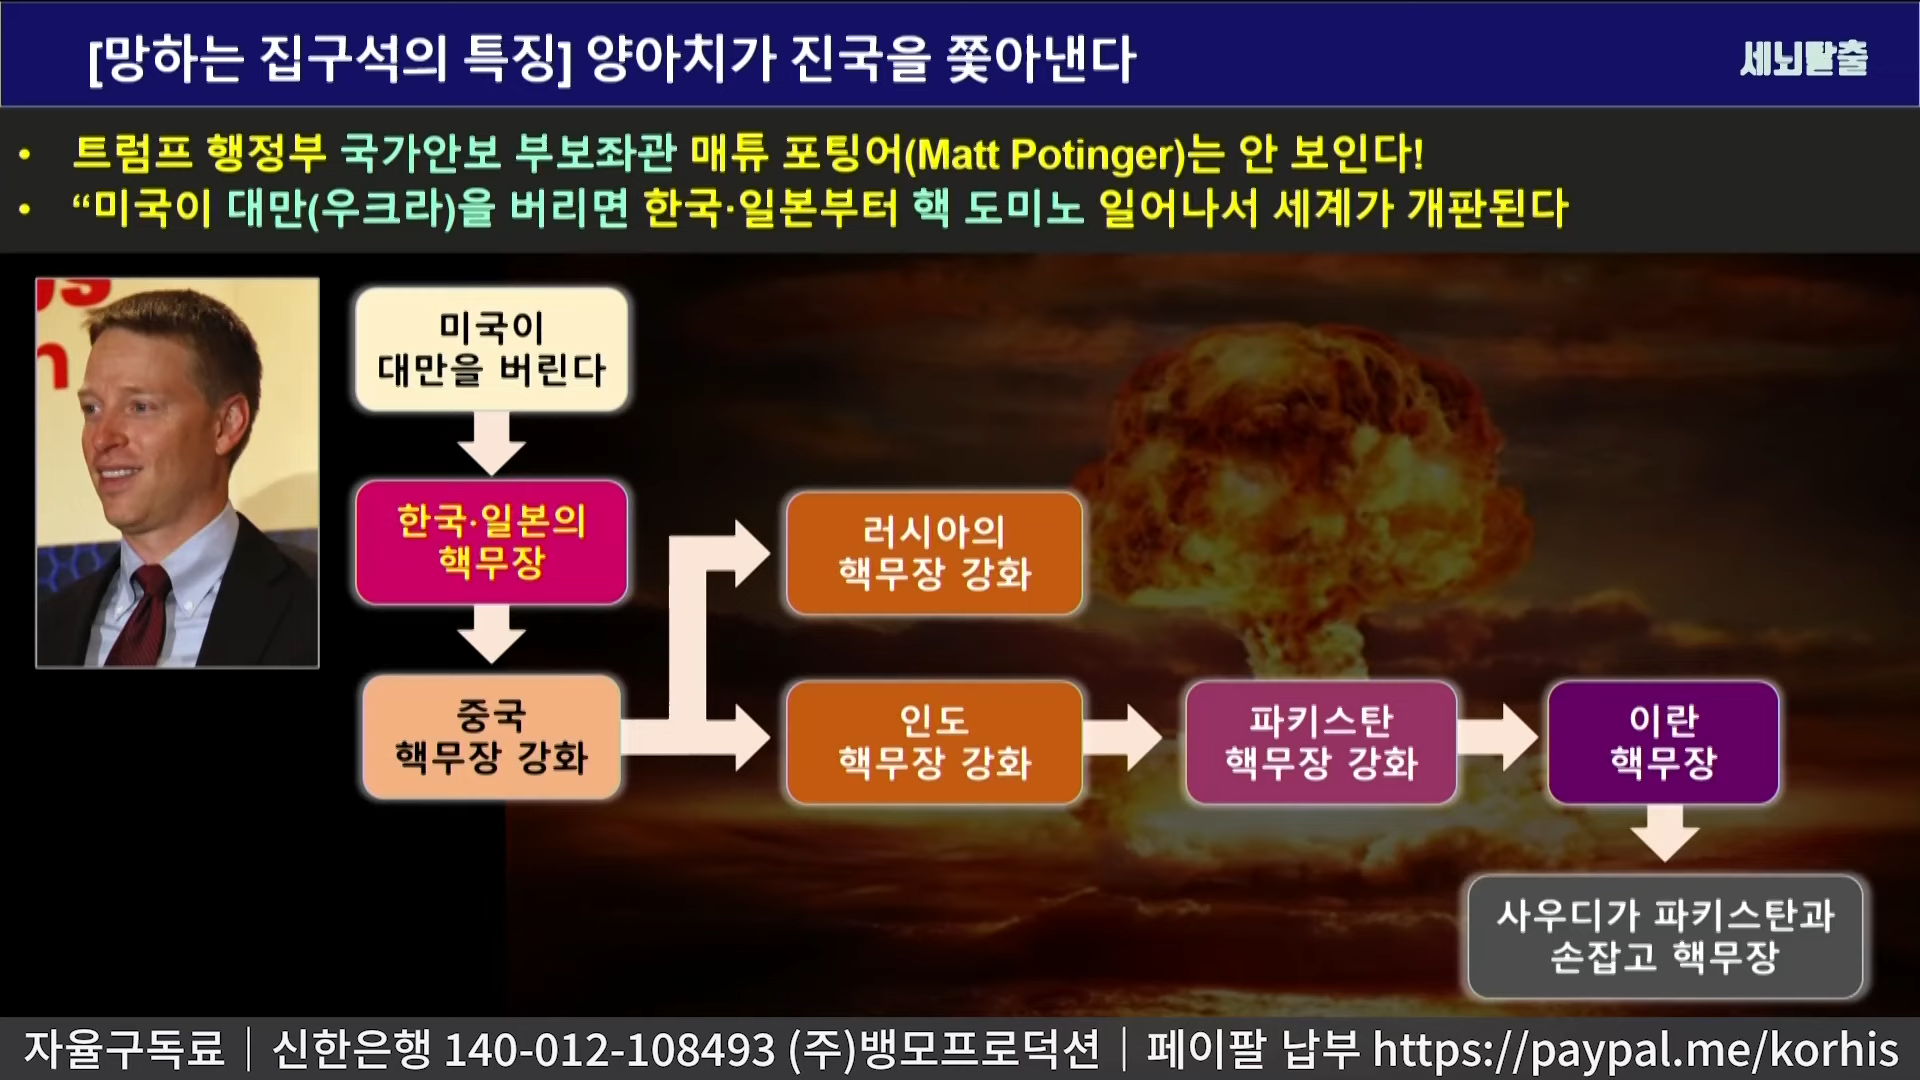 [망하는 집구석의 특징] 양아치가 진국을 쫓아낸다
세뇌탈출
• 트럼프 행정부 국가안보 부보좌관 매튜 포팅어(Matt Potinger)는 안 보인다!
• “미국이 대만(우크라)을 버리면 한국·일본부터 핵 도미노 일어나서 세계가 개판된다
미국이
대만을 버린다
한국·일본의
핵무장
중국
핵무장 강화
러시아의
핵무장 강화
인도
핵무장 강화
파키스탄
핵무장 강화
이란
핵무장
사우디가 파키스탄과
손잡고 핵무장
자율구독료｜신한은행 140-012-108493 (주)뱅모프로덕션｜페이팔 납부 https://paypal.me/korhis